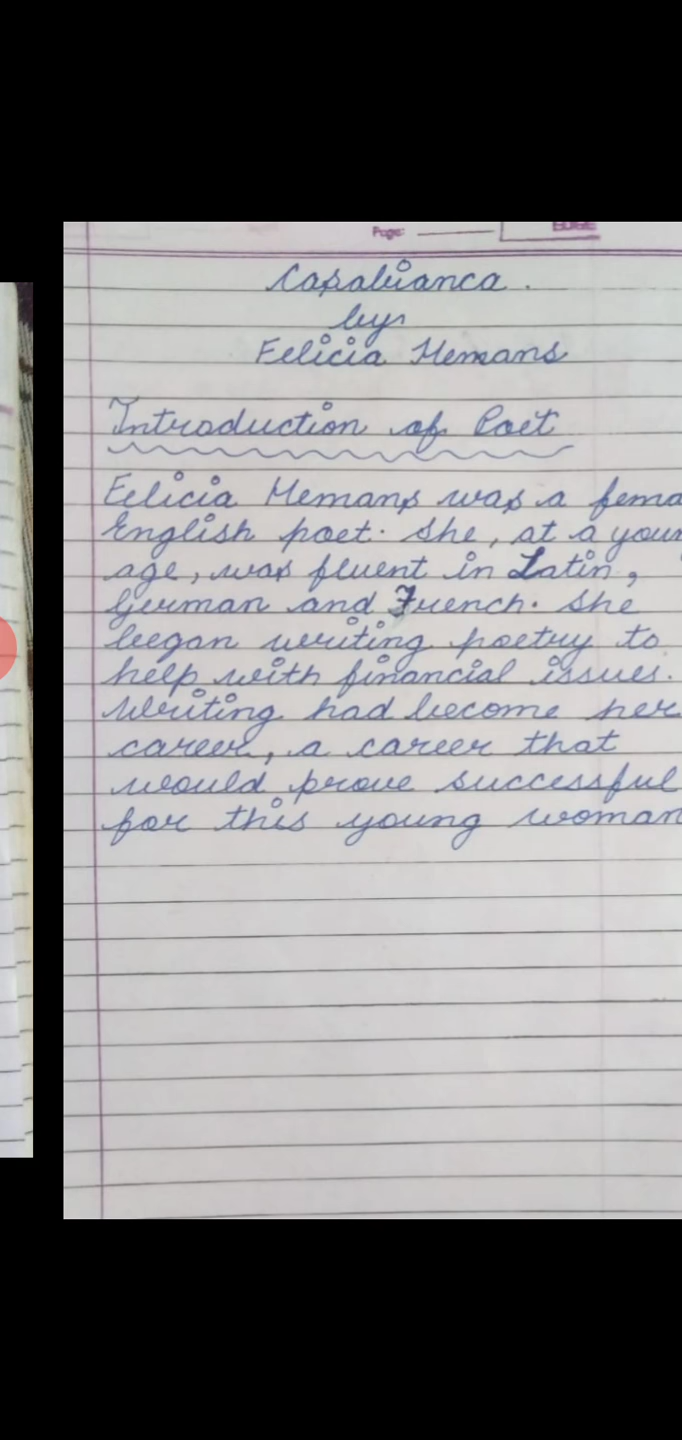 Page:
Casabianca.
by
Felicia Hemans
Introduction of Poet
Felicia Hemans was a fema
English poet. She, at a youn
age, was fluent in Latin,
German and French. She
began writing poetry to
help with financial issues.
Writing had become her
career, a career that
would prove successful
for this young woman